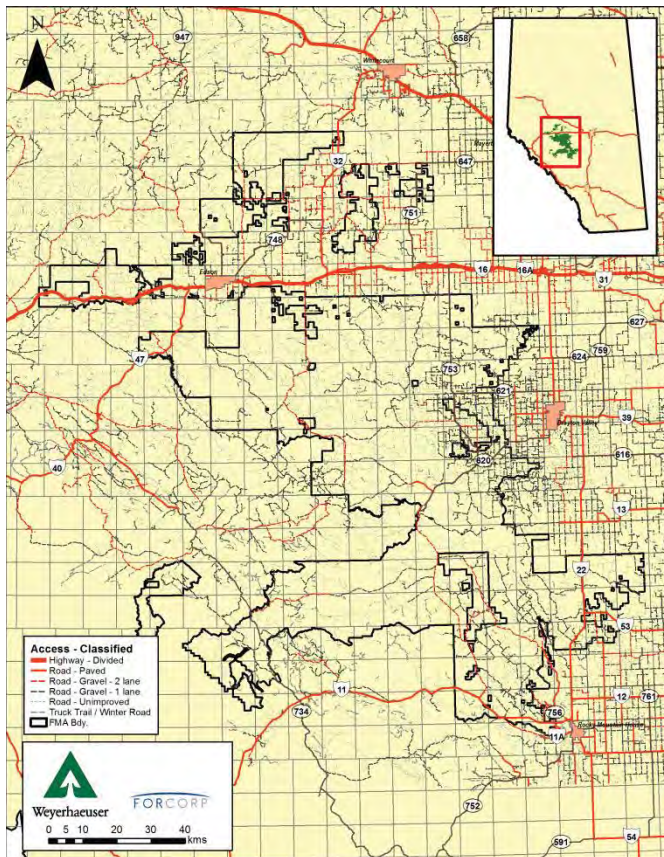 N
947
658
Whitecourt
32
647
751
748
Edson
16
16A
31
627
47
759
624
753
621
Drayton Valley
39
40
620
616
13
22
53
Access - Classified
Highway - Divided
Road - Paved
Road - Gravel - 2 lane
Road - Gravel - 1 lane
Road - Unimproved
Truck Trail / Winter Road
FMA Bdy.
11
12
761
734
756
Rocky Mountain House
11A
Weyerhaeuser
FORCORP
0 5 10 20 30 40
kms
752
591
54